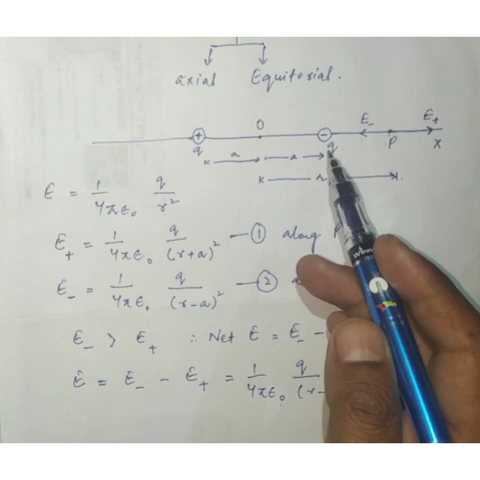 axial Equitorial.
O E_ E₊
+ −
q a a q P X
E = 1/4πε₀ q/r²
E₊ = 1/4πε₀ q/(r+a)² — ① along P
E_ = 1/4πε₀ q/(r−a)² — ②
E_ > E₊ ∴ Net E = E_ −
E = E_ − E₊ = 1/4πε₀ q/(r−